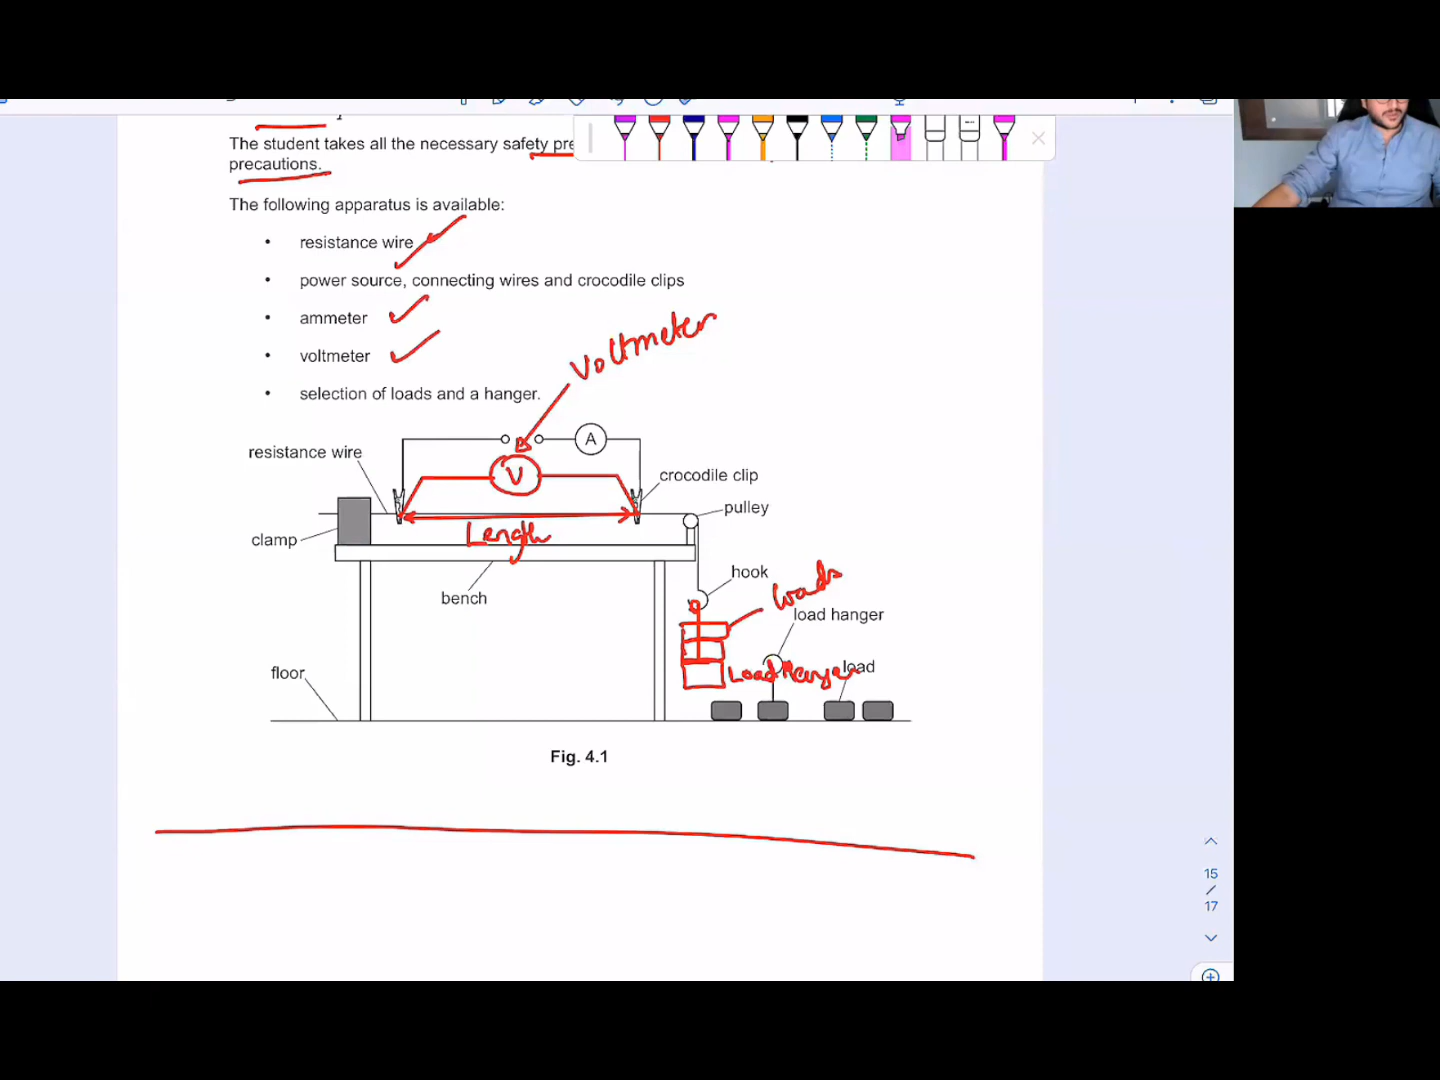 The student takes all the necessary safety pre
precautions.
The following apparatus is available:
• resistance wire
• power source, connecting wires and crocodile clips
• ammeter
• voltmeter
• selection of loads and a hanger.
Voltmeter
A
resistance wire
V
crocodile clip
pulley
clamp
Length
hook
loads
bench
load hanger
floor
Load Hanger
load
Fig. 4.1
15
/
17